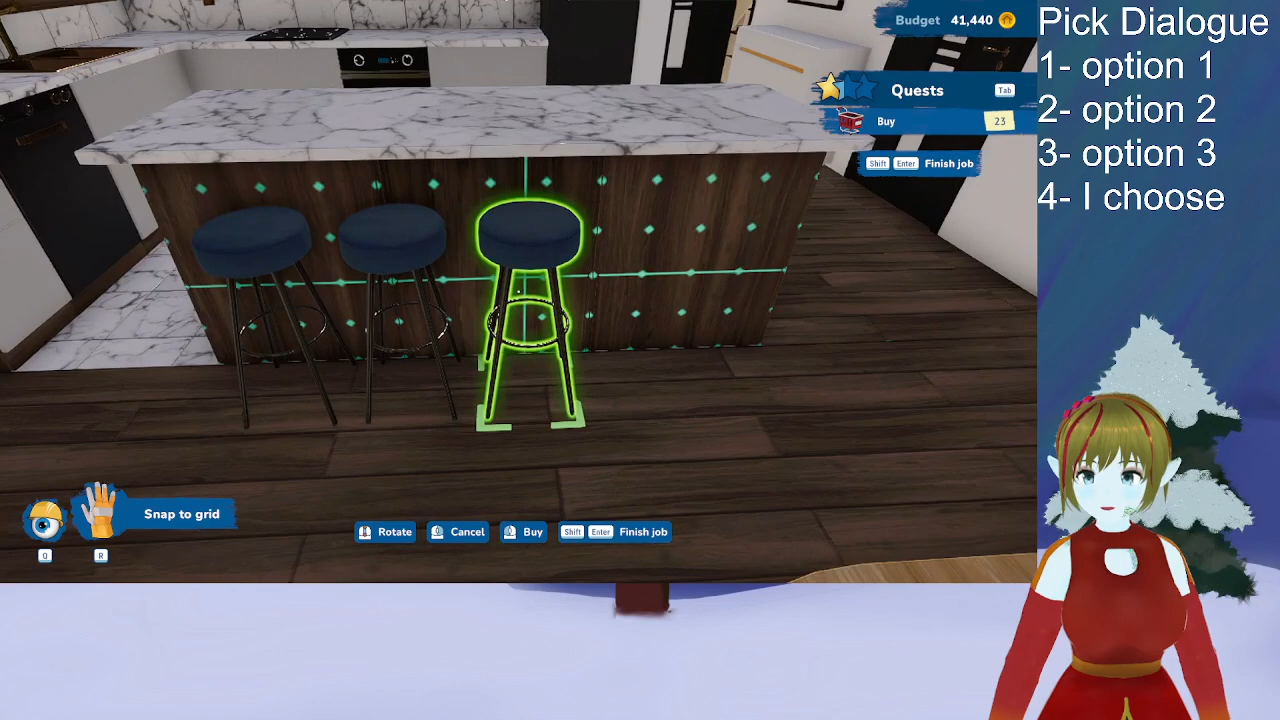 Budget 41,440
Pick Dialogue
1- option 1
2- option 2
3- option 3
4- I choose
Quests Tab
Buy 23
Shift Enter Finish job
Snap to grid
Q R
Rotate Cancel Buy Shift Enter Finish job